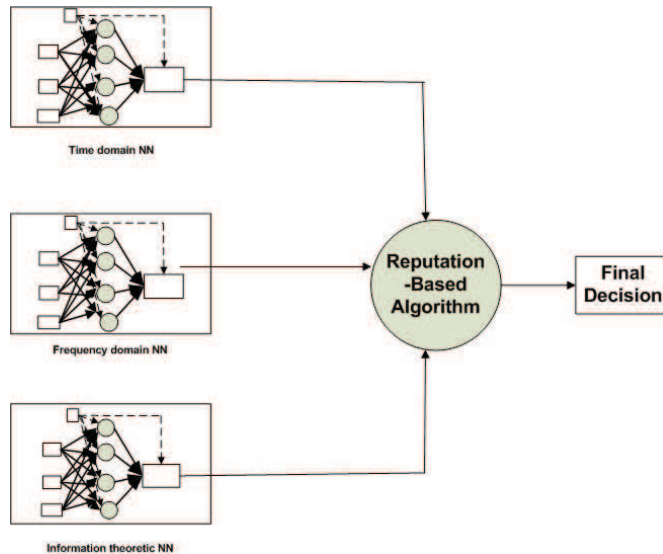 Time domain NN
Frequency domain NN
Information theoretic NN
Reputation
-Based
Algorithm
Final
Decision